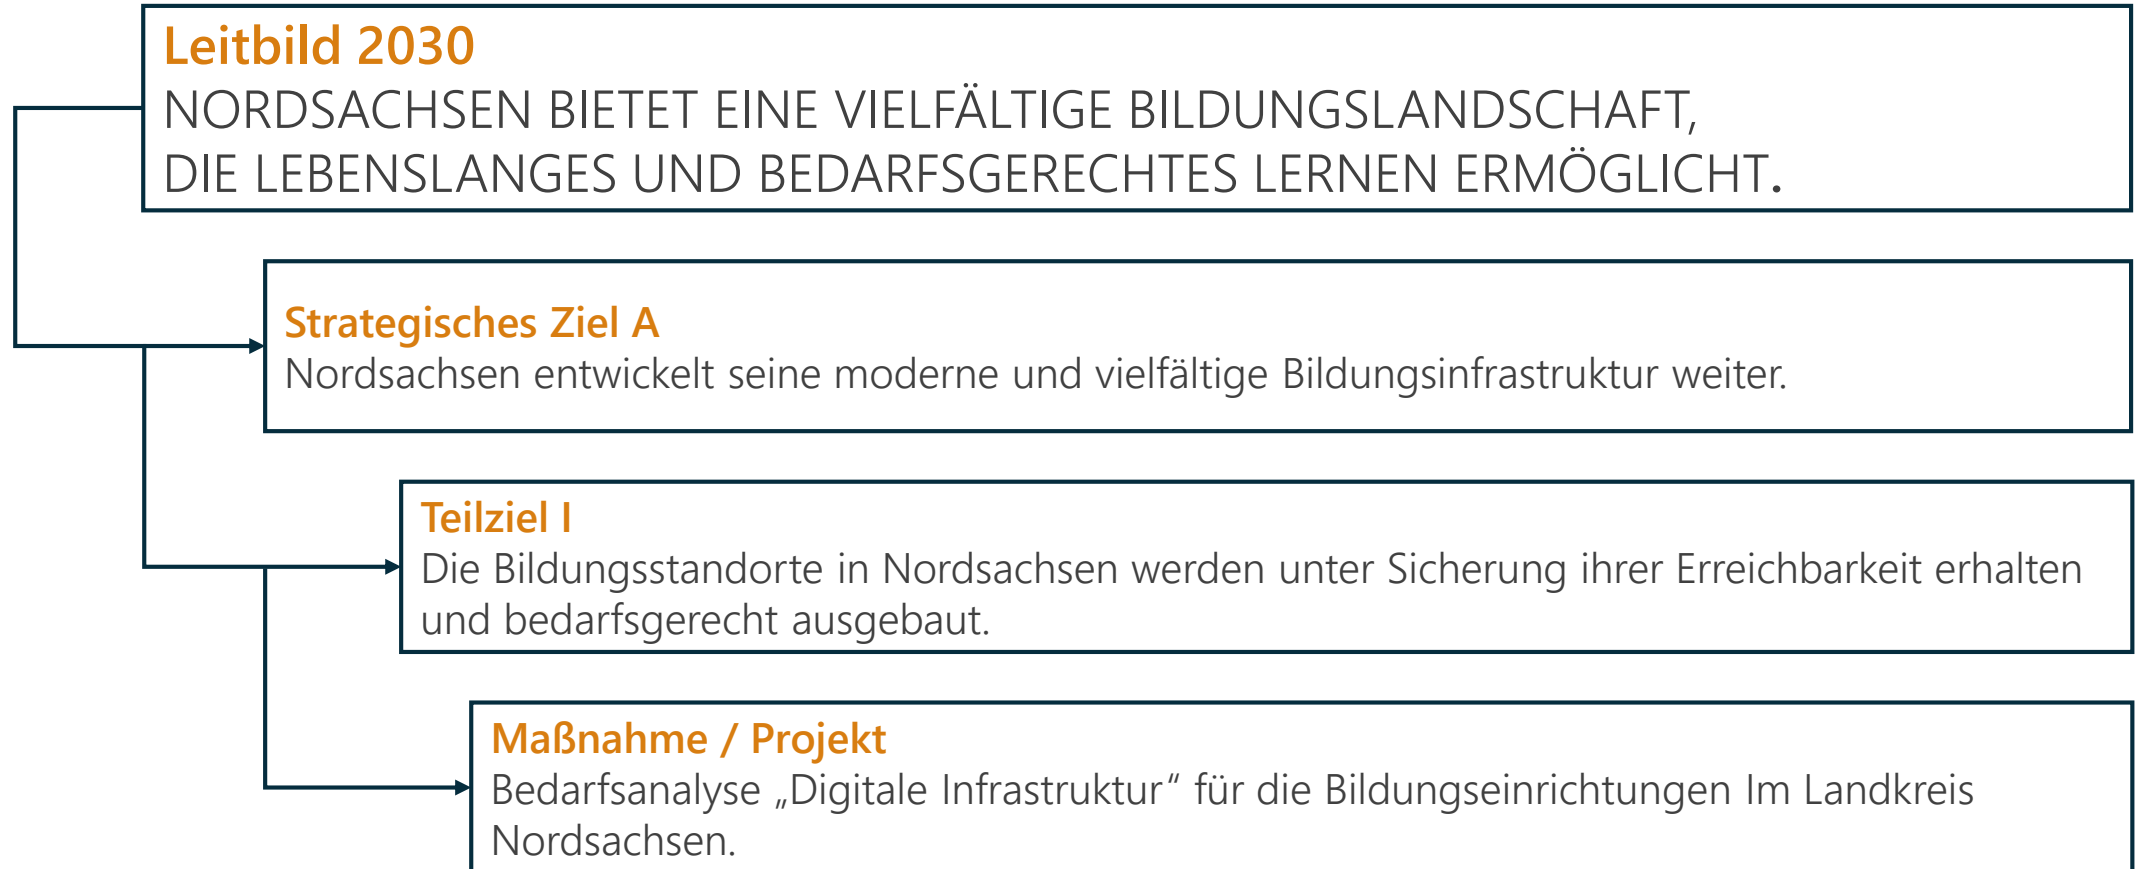 Leitbild 2030
NORDSACHSEN BIETET EINE VIELFÄLTIGE BILDUNGSLANDSCHAFT,
DIE LEBENSLANGES UND BEDARFSGERECHTES LERNEN ERMÖGLICHT.
Strategisches Ziel A
Nordsachsen entwickelt seine moderne und vielfältige Bildungsinfrastruktur weiter.
Teilziel I
Die Bildungsstandorte in Nordsachsen werden unter Sicherung ihrer Erreichbarkeit erhalten
und bedarfsgerecht ausgebaut.
Maßnahme / Projekt
Bedarfsanalyse „Digitale Infrastruktur“ für die Bildungseinrichtungen Im Landkreis
Nordsachsen.